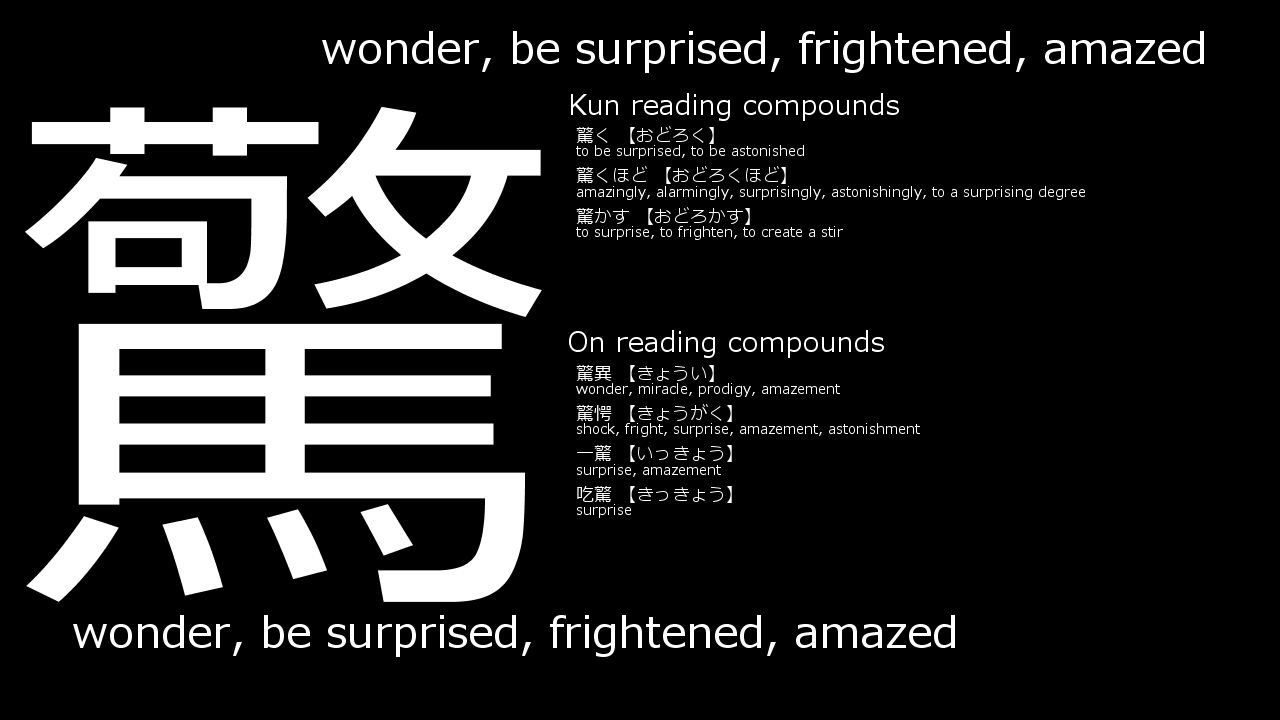 wonder, be surprised, frightened, amazed
驚
Kun reading compounds
驚く 【おどろく】
to be surprised, to be astonished
驚くほど 【おどろくほど】
amazingly, alarmingly, surprisingly, astonishingly, to a surprising degree
驚かす 【おどろかす】
to surprise, to frighten, to create a stir
On reading compounds
驚異 【きょうい】
wonder, miracle, prodigy, amazement
驚愕 【きょうがく】
shock, fright, surprise, amazement, astonishment
一驚 【いっきょう】
surprise, amazement
吃驚 【きっきょう】
surprise
wonder, be surprised, frightened, amazed